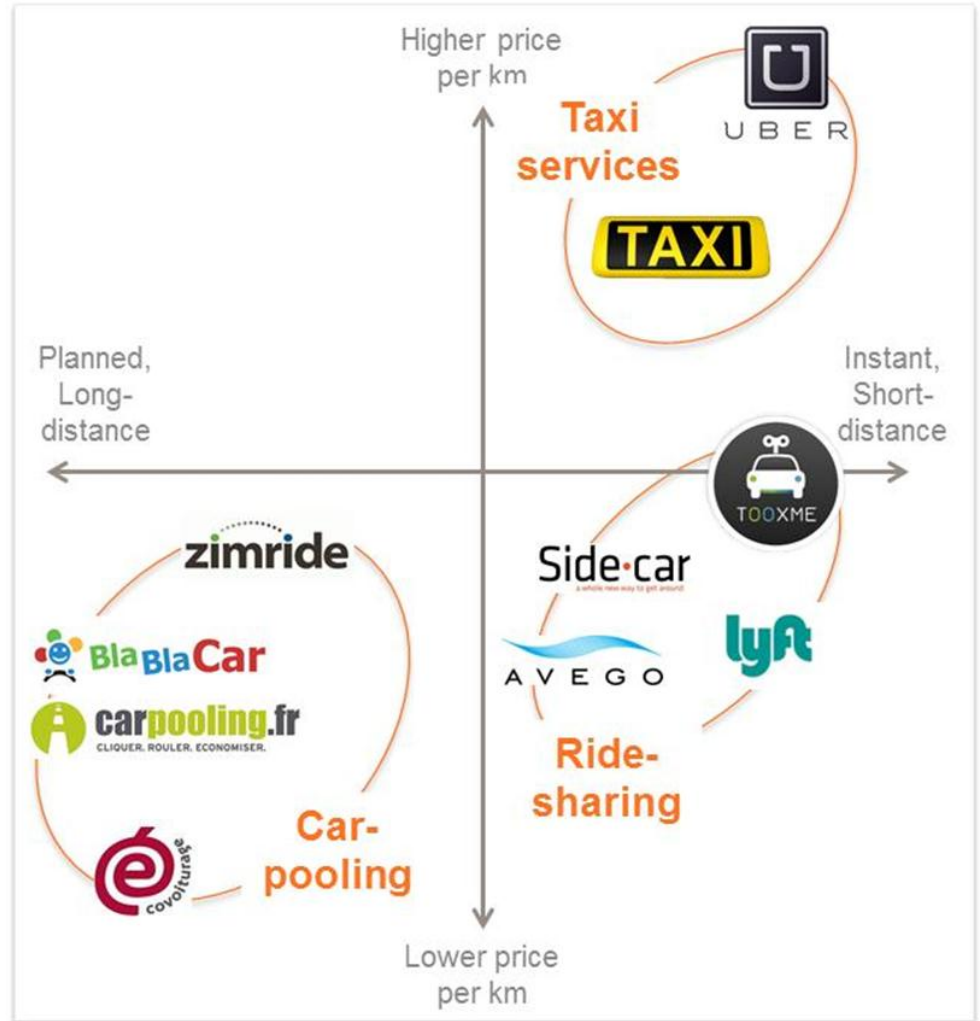 Higher price
per km
Taxi
services
U
UBER
TAXI
Planned,
Long-
distance
Instant,
Short-
distance
TOOXME
zimride
Side·car
a whole new way to get around
BlaBlaCar
lyft
AVEGO
carpooling.fr
CLIQUER. ROULER. ECONOMISER.
Ride-
sharing
Car-
pooling
é
covoiturage
Lower price
per km